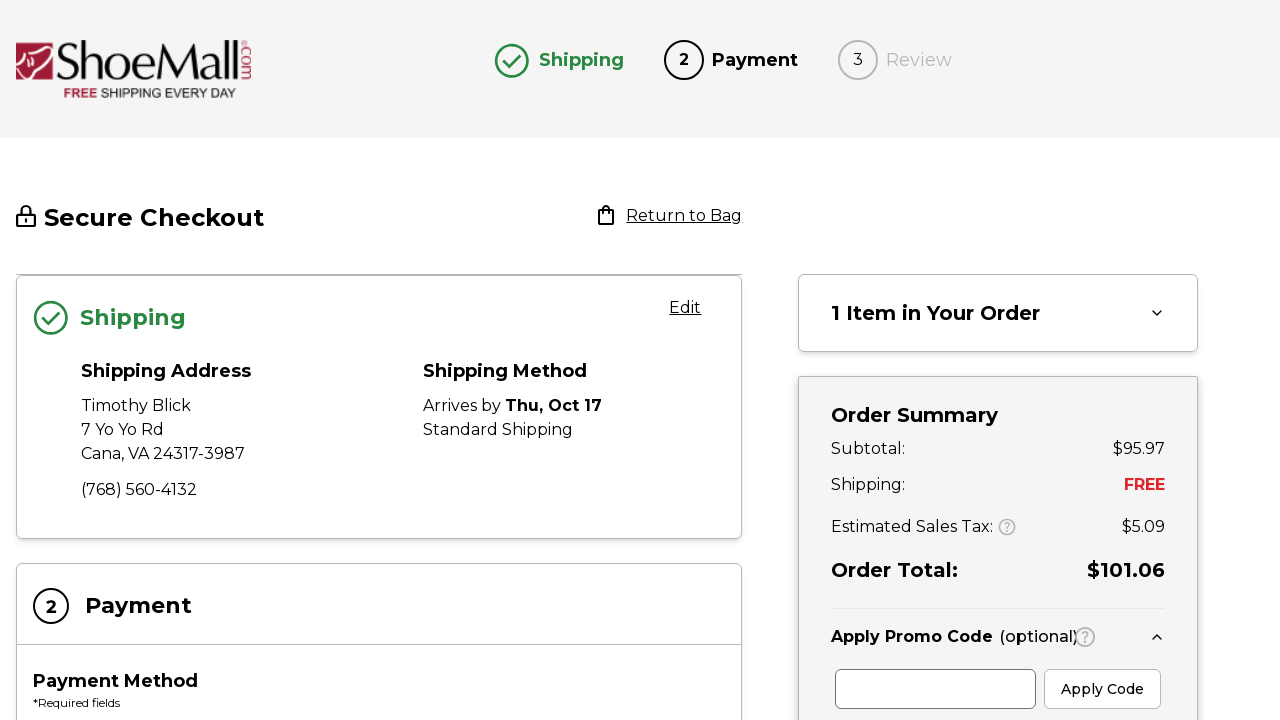 ShoeMall.com
FREE SHIPPING EVERY DAY
Shipping
2 Payment
3 Review
Secure Checkout
Return to Bag
Shipping
Edit
Shipping Address
Timothy Blick
7 Yo Yo Rd
Cana, VA 24317-3987
(768) 560-4132
Shipping Method
Arrives by Thu, Oct 17
Standard Shipping
2 Payment
Payment Method
*Required fields
1 Item in Your Order
Order Summary
Subtotal: $95.97
Shipping: FREE
Estimated Sales Tax: ? $5.09
Order Total: $101.06
Apply Promo Code (optional) ?
Apply Code